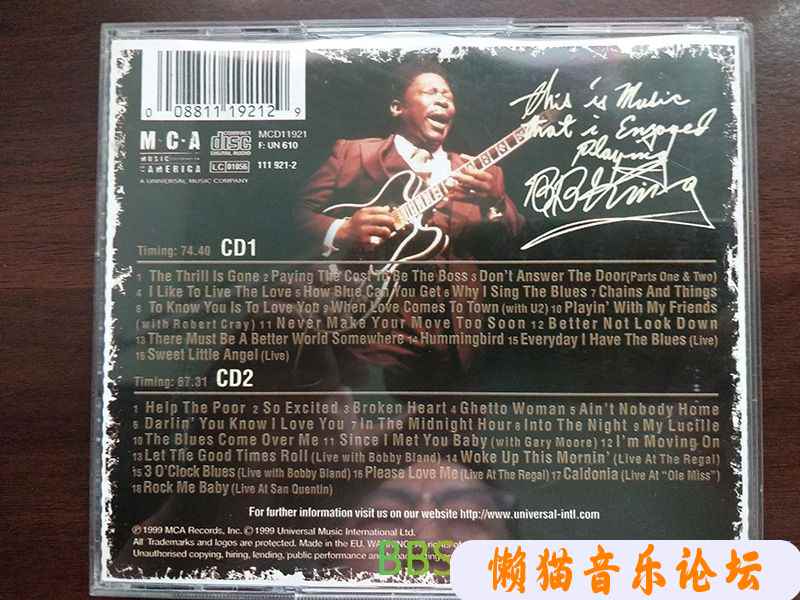 0 08811 19212 9
MCA
MUSIC
AMERICA
A UNIVERSAL MUSIC COMPANY
COMPACT
disc
DIGITAL AUDIO
LC 01056
MCD11921
F: UN 610
111 921-2
This is Music
that i Engoged
Playing
BB King
Timing: 74.40 CD1
1 The Thrill Is Gone 2 Paying The Cost To Be The Boss 3 Don't Answer The Door (Parts One & Two)
4 I Like To Live The Love 5 How Blue Can You Get 6 Why I Sing The Blues 7 Chains And Things
8 To Know You Is To Love You 9 When Love Comes To Town (with U2) 10 Playin' With My Friends
(with Robert Cray) 11 Never Make Your Move Too Soon 12 Better Not Look Down
13 There Must Be A Better World Somewhere 14 Hummingbird 15 Everyday I Have The Blues (Live)
16 Sweet Little Angel (Live)
Timing: 67.31 CD2
1 Help The Poor 2 So Excited 3 Broken Heart 4 Ghetto Woman 5 Ain't Nobody Home
6 Darlin' You Know I Love You 7 In The Midnight Hour 8 Into The Night 9 My Lucille
10 The Blues Come Over Me 11 Since I Met You Baby (with Gary Moore) 12 I'm Moving On
13 Let The Good Times Roll (Live with Bobby Bland) 14 Woke Up This Mornin' (Live At The Regal)
15 3 O'Clock Blues (Live with Bobby Bland) 16 Please Love Me (Live At The Regal) 17 Caldonia (Live At "Ole Miss")
18 Rock Me Baby (Live At San Quentin)
For further information visit us on our website http://www.universal-intl.com
℗ 1999 MCA Records, Inc. © 1999 Universal Music International Ltd.
All Trademarks and logos are protected. Made in the EU. WARNING: All rights
Unauthorised copying, hiring, lending, public performance and
BBS
懒猫音乐论坛